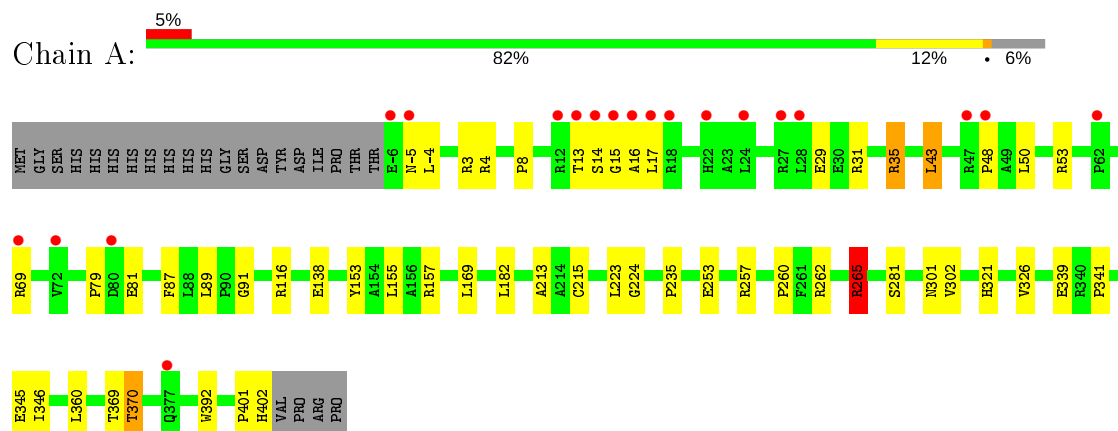 5%
Chain A:
82% 12% • 6%
MET GLY SER HIS HIS HIS HIS HIS HIS HIS HIS GLY SER ASP TYR ASP ILE PRO THR THR E-6 N-5 L-4 R3 R4 P8 R12 T13 S14 G15 A16 L17 R18 H22 A23 L24 R27 L28 E29 E30 R31 R35 L43 R47 P48 A49 L50 R53 P62
R69 V72 P79 D80 E81 F87 L88 L89 P90 G91 R116 E138 Y153 A154 L155 A156 R157 L169 L182 A213 A214 C215 L223 G224 P235 E253 R257 P260 F261 R262 R265 S281 N301 V302 H321 V326 E339 R340 P341
E345 I346 L360 T369 T370 Q377 W392 P401 H402 VAL PRO ARG PRO